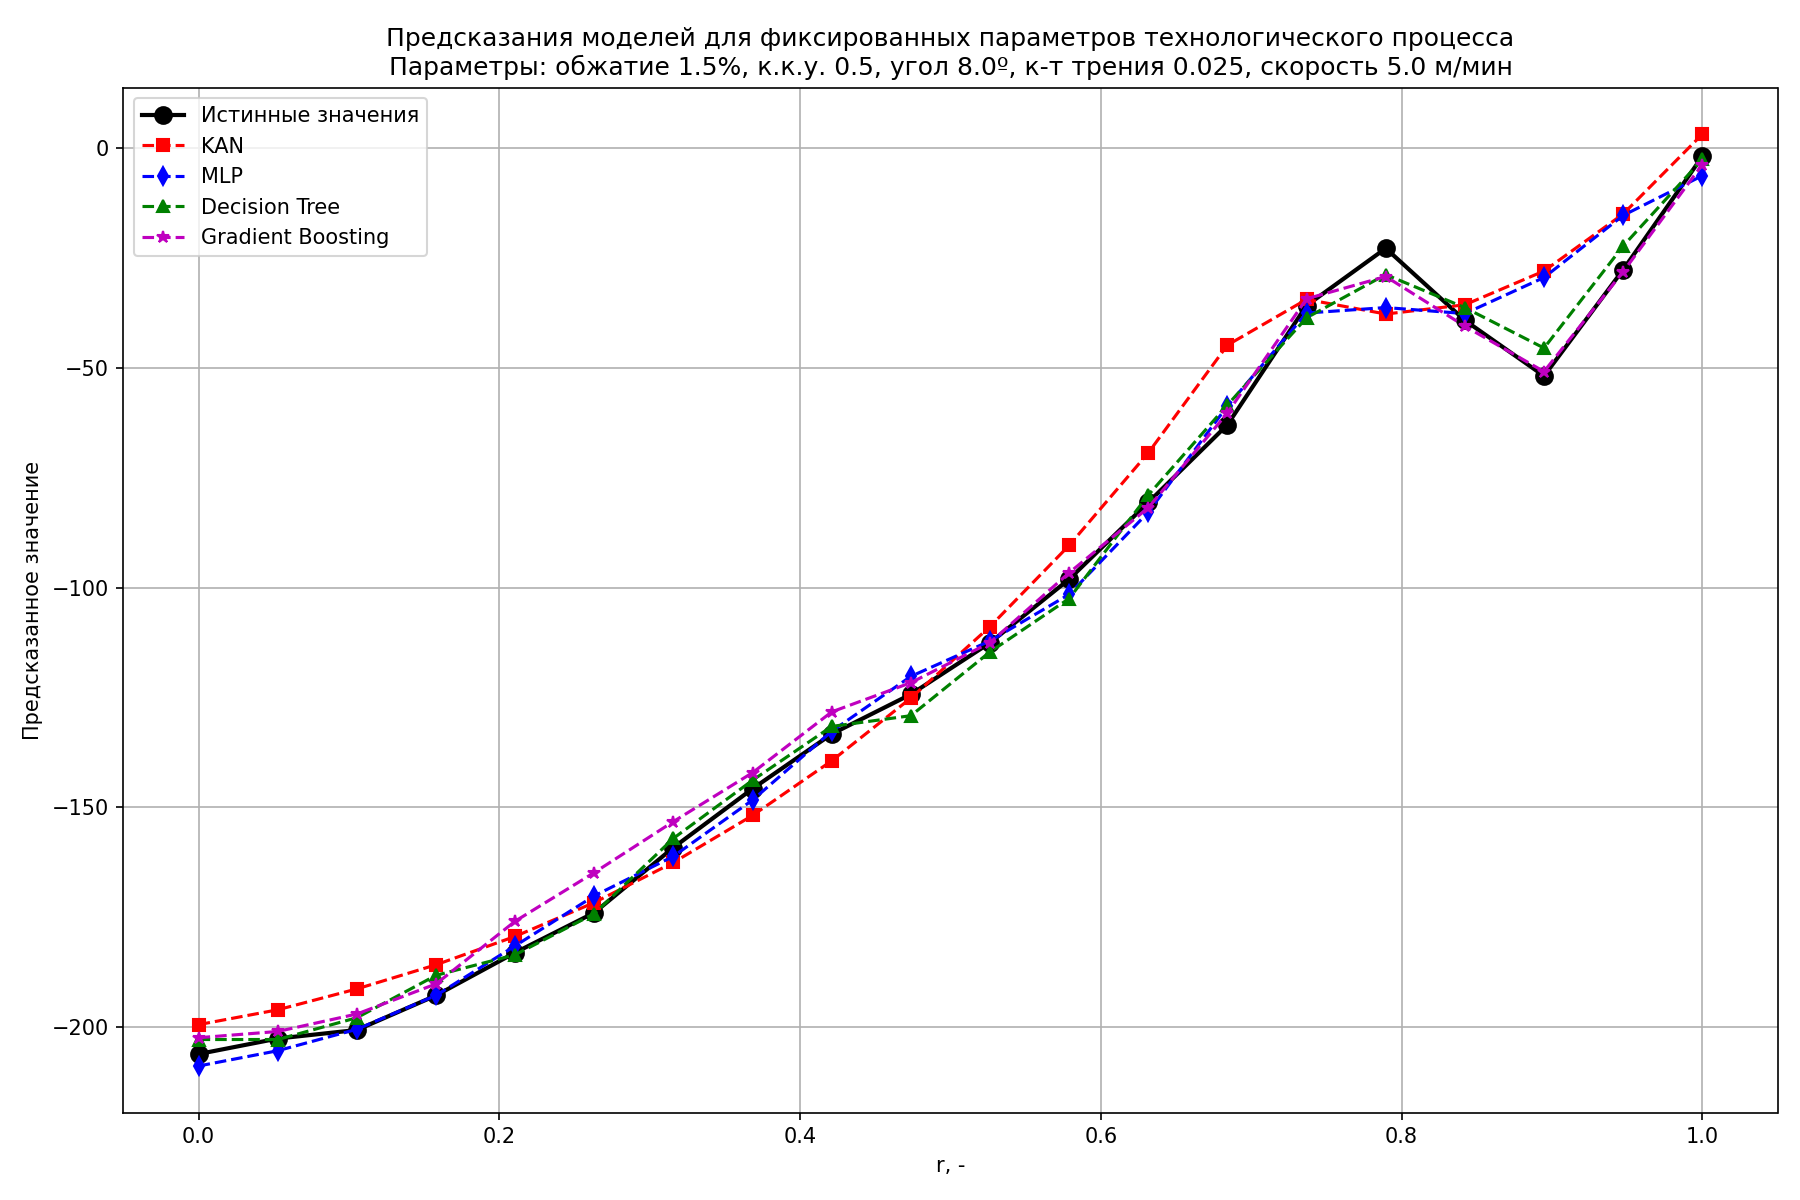 Предсказания моделей для фиксированных параметров технологического процесса
Параметры: обжатие 1.5%, к.к.у. 0.5, угол 8.0º, к-т трения 0.025, скорость 5.0 м/мин
Истинные значения
KAN
MLP
Decision Tree
Gradient Boosting
Предсказанное значение
0
−50
−100
−150
−200
0.0 0.2 0.4 0.6 0.8 1.0
r, -